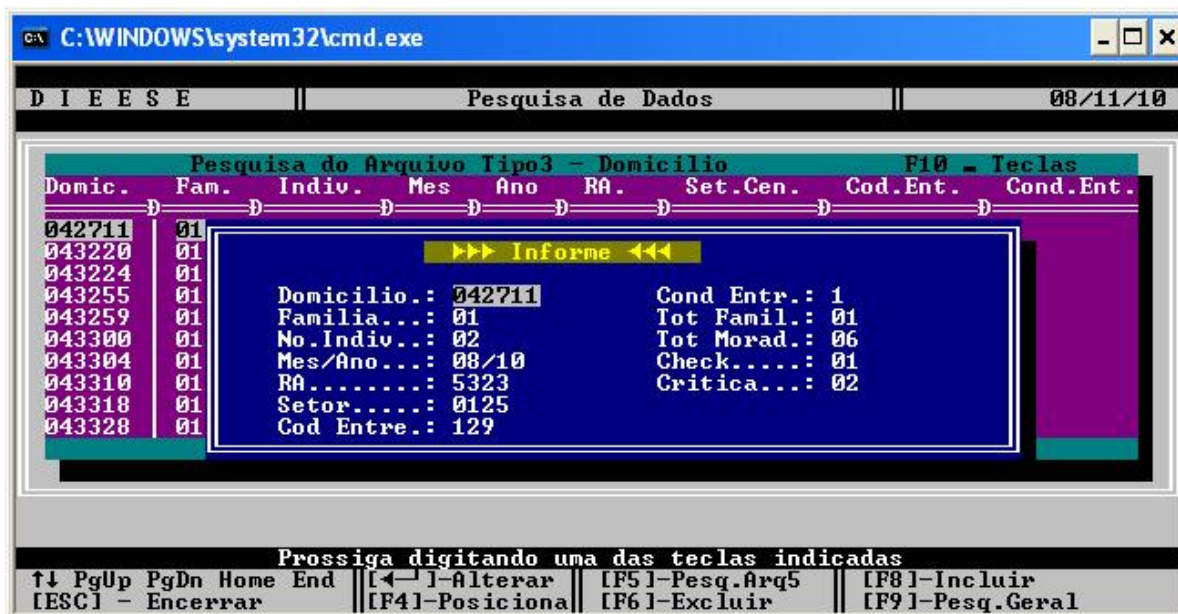 C:\WINDOWS\system32\cmd.exe
D I E E S E ║ Pesquisa de Dados ║ 08/11/10
Pesquisa do Arquivo Tipo3 - Domicilio F10 - Teclas
Domic. Fam. Indiv. Mes Ano RA. Set.Cen. Cod.Ent. Cond.Ent.
042711 01
043220 01 ►►► Informe ◄◄◄
043224 01
043255 01 Domicilio.: 042711 Cond Entr.: 1
043259 01 Familia...: 01 Tot Famil.: 01
043300 01 No.Indiv..: 02 Tot Morad.: 06
043304 01 Mes/Ano...: 08/10 Check.....: 01
043310 01 RA........: 5323 Critica...: 02
043318 01 Setor.....: 0125
043328 01 Cod Entre.: 129
Prossiga digitando uma das teclas indicadas
↑↓ PgUp PgDn Home End ║[◄─┘]-Alterar ║ [F5]-Pesq.Arq5 ║ [F8]-Incluir
[ESC] - Encerrar ║[F4]-Posiciona║ [F6]-Excluir ║ [F9]-Pesq.Geral